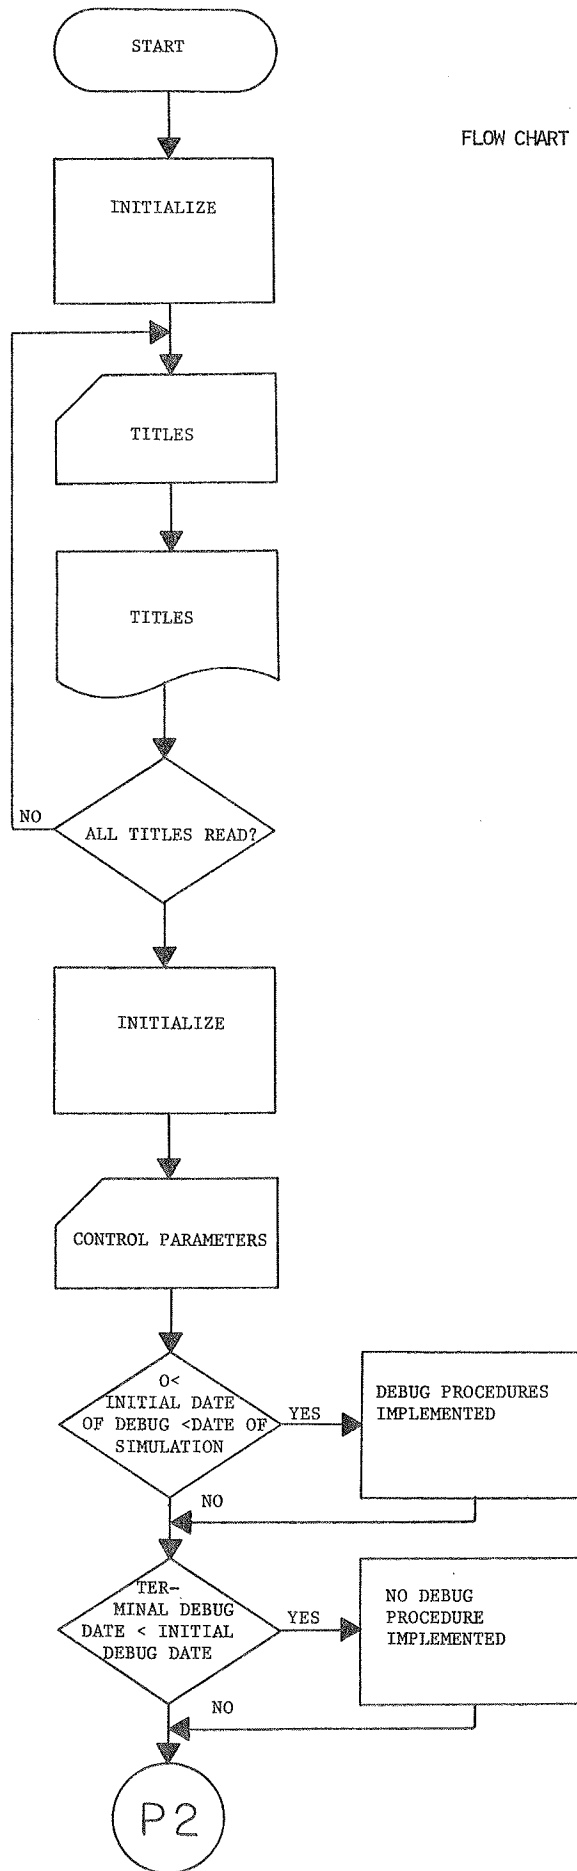 START
FLOW CHART
INITIALIZE
TITLES
TITLES
NO
ALL TITLES READ?
INITIALIZE
CONTROL PARAMETERS
O<
INITIAL DATE
OF DEBUG <DATE OF
SIMULATION
YES
DEBUG PROCEDURES
IMPLEMENTED
NO
TER-
MINAL DEBUG
DATE < INITIAL
DEBUG DATE
YES
NO DEBUG
PROCEDURE
IMPLEMENTED
NO
P2